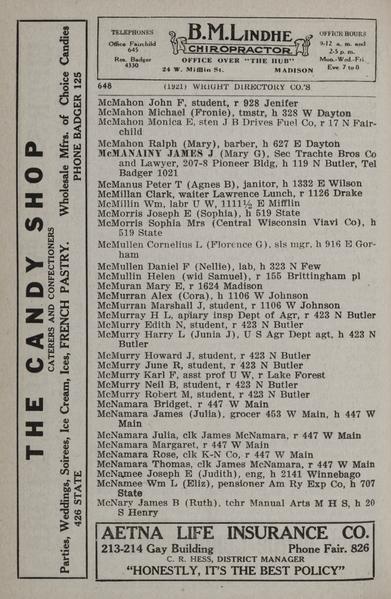 TELEPHONES
Office Fairchild
645
Res. Badger
4330
B. M. LINDHE
CHIROPRACTOR
OFFICE OVER "THE HUB"
24 W. Mifflin St. MADISON
OFFICE HOURS
9-12 a. m. and
2-5 p. m.
Mon.-Wed.-Fri.
Eve. 7 to 8
648 (1921) WRIGHT DIRECTORY CO.'S
McMahon John F, student, r 928 Jenifer
McMahon Michael (Fronie), tmstr, h 328 W Dayton
McMahon Monica E, sten J B Drives Fuel Co, r 17 N Fair-
child
McMahon Ralph (Mary), barber, h 627 E Dayton
McMANAINY JAMES J (Mary G), Sec Trachte Bros Co
and Lawyer, 207-8 Pioneer Bldg, h 119 N Butler, Tel
Badger 1021
McManus Peter T (Agnes B), janitor, h 1332 E Wilson
McMillan Clark, waiter Lawrence Lunch, r 1126 Drake
McMillin Wm, labr U W, 1111½ E Mifflin
McMorris Joseph E (Sophia), h 519 State
McMorris Sophia Mrs (Central Wisconsin Viavi Co), h
519 State
McMullen Cornelius L (Florence G), sls mgr, h 916 E Gor-
ham
McMullen Daniel F (Nellie), lab, h 323 N Few
McMullin Helen (wid Samuel), r 155 Brittingham pl
McMuran Mary E, r 1624 Madison
McMurran Alex (Cora), h 1106 W Johnson
McMurran Marshall J, student, r 1106 W Johnson
McMurray H L, apiary insp Dept of Agr, r 423 N Butler
McMurry Edith N, student, r 423 N Butler
McMurry Harry L (Junia J), U S Agr Dept agt, h 423 N
Butler
McMurry Howard J, student, r 423 N Butler
McMurry June R, student, r 423 N Butler
McMurry Karl F, asst prof U W, r Lake Forest
McMurry Neil B, student, r 423 N Butler
McMurry Robert M, student, r 423 N Butler
McNamara Bridget, r 447 W Main
McNamara James (Julia), grocer 453 W Main, h 447 W
Main
McNamara Julia, clk James McNamara, r 447 W Main
McNamara Margaret, r 447 W Main
McNamara Rose, clk K-N Co, r 447 W Main
McNamara Thomas, clk James McNamara, r 447 W Main
McNamee Joseph E (Judith), eng, h 2141 Winnebago
McNamee Wm L (Eliz), pensioner Am Ry Exp Co, h 707
State
McNary James B (Ruth), tchr Manual Arts M H S, h 20
S Henry
THE CANDY SHOP
CATERERS AND CONFECTIONERS
Wholesale Mfrs. of Choice Candies
Parties, Weddings, Soirees, Ice Cream, Ices, FRENCH PASTRY.
426 STATE PHONE BADGER 125
AETNA LIFE INSURANCE CO.
213-214 Gay Building Phone Fair. 826
C. R. HESS, DISTRICT MANAGER
"HONESTLY, IT'S THE BEST POLICY"